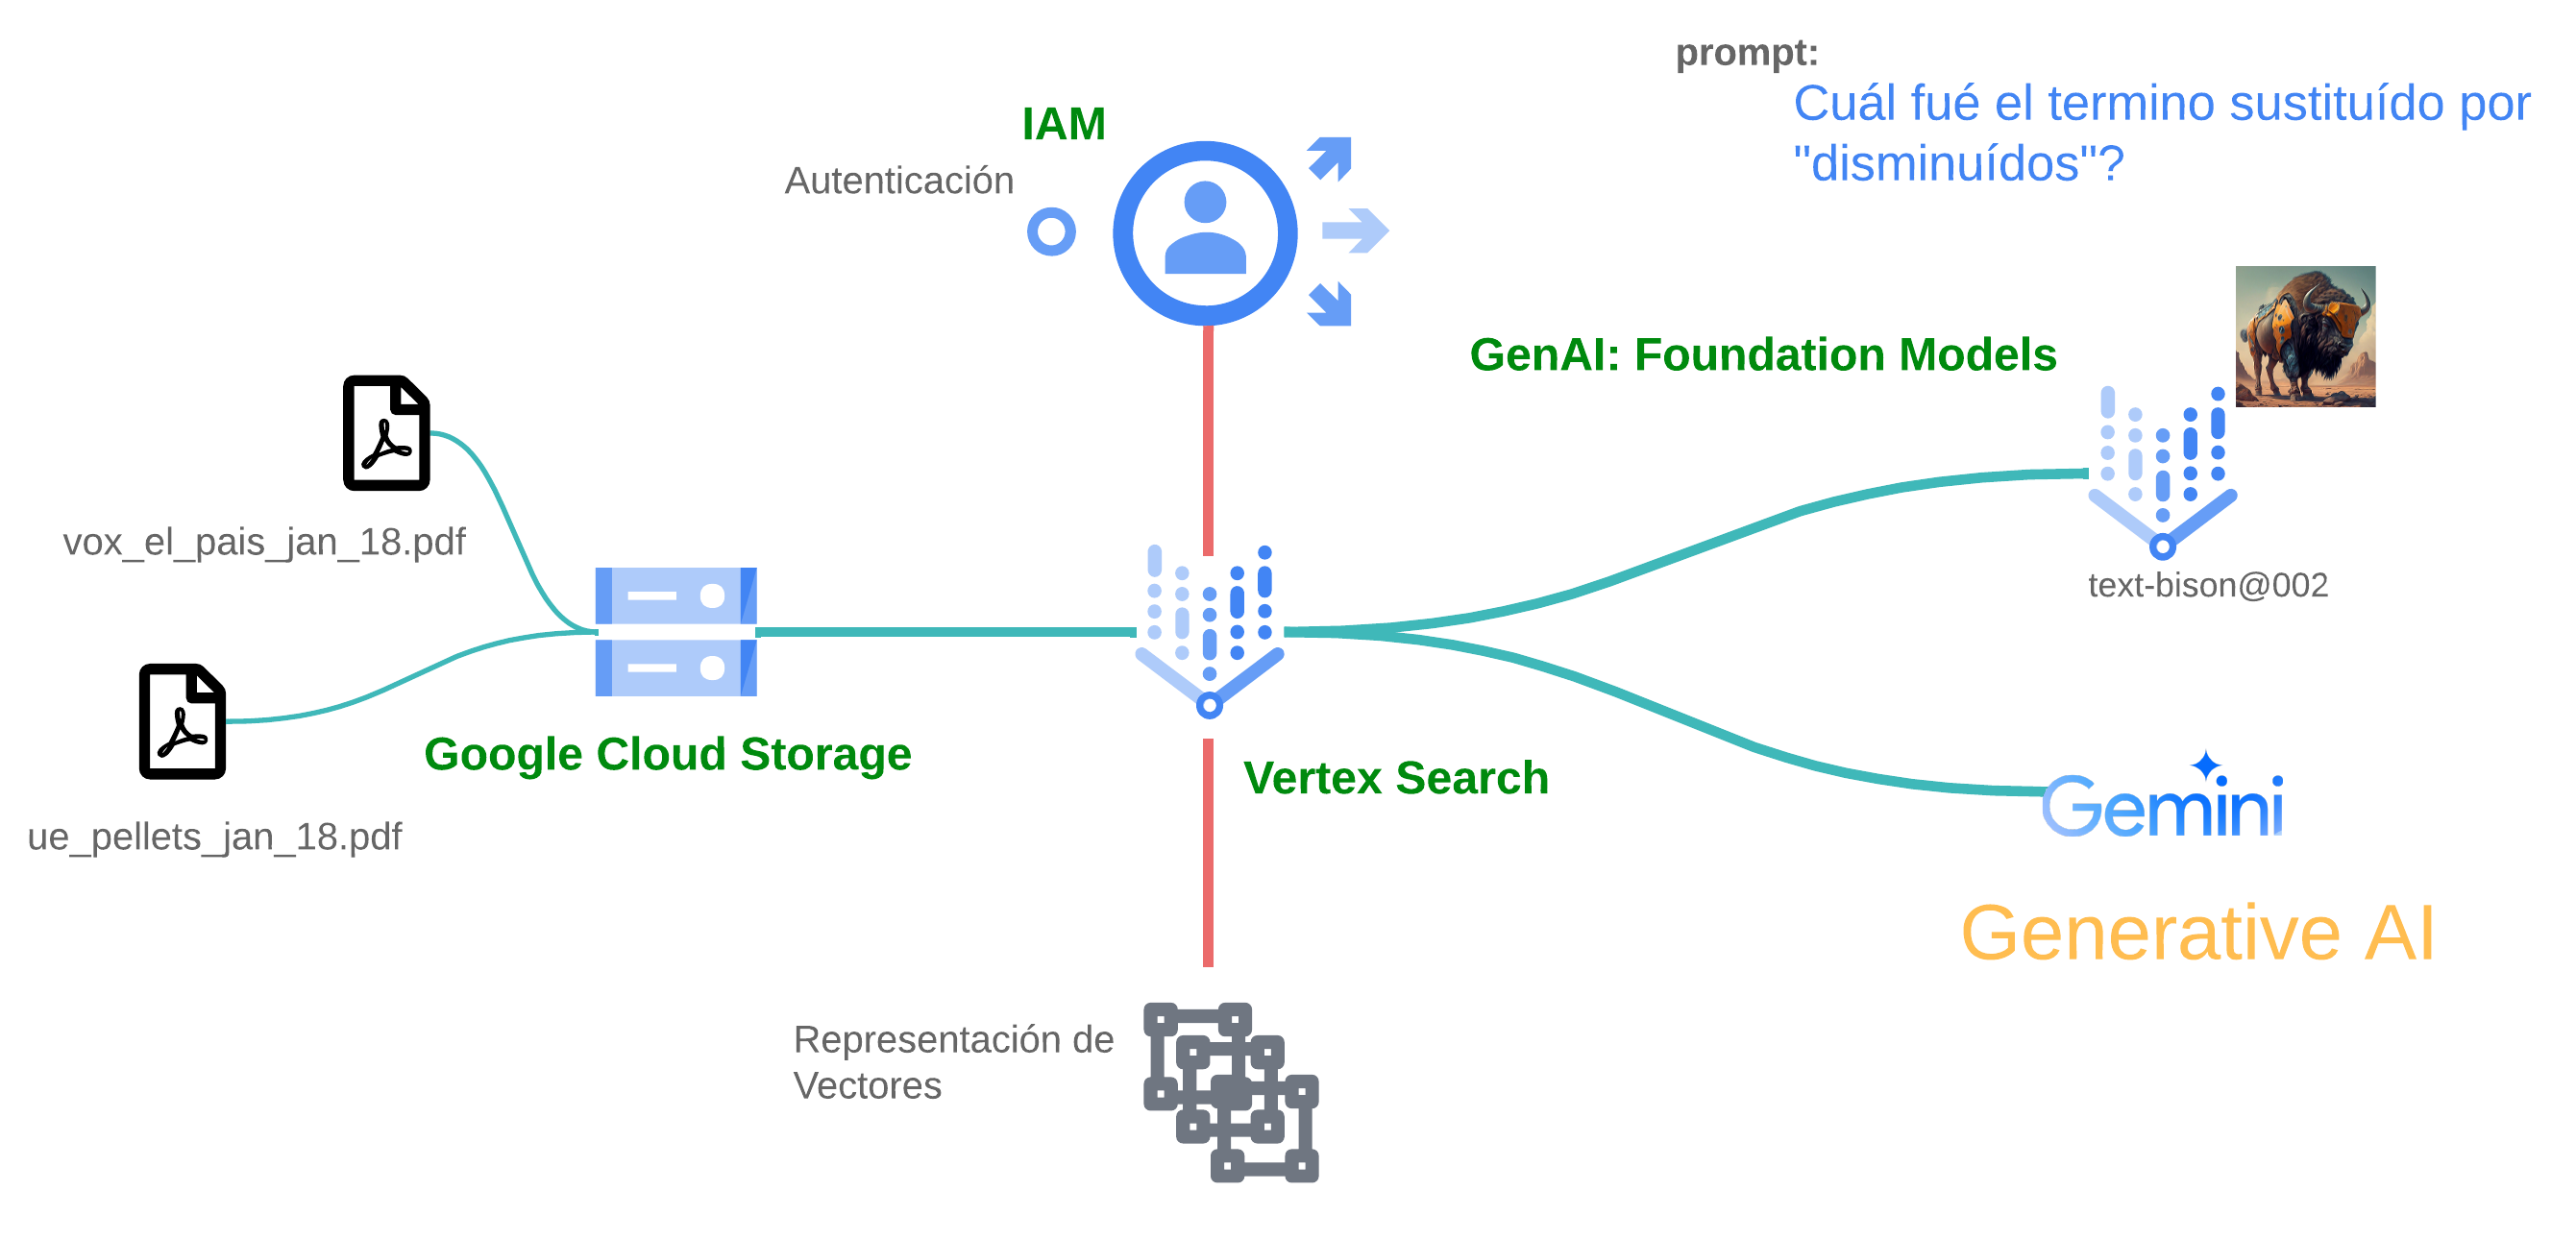 prompt:
Cuál fué el termino sustituído por
"disminuídos"?
IAM
Autenticación
GenAI: Foundation Models
vox_el_pais_jan_18.pdf
text-bison@002
Google Cloud Storage
Vertex Search
ue_pellets_jan_18.pdf
Gemini
Generative AI
Representación de
Vectores